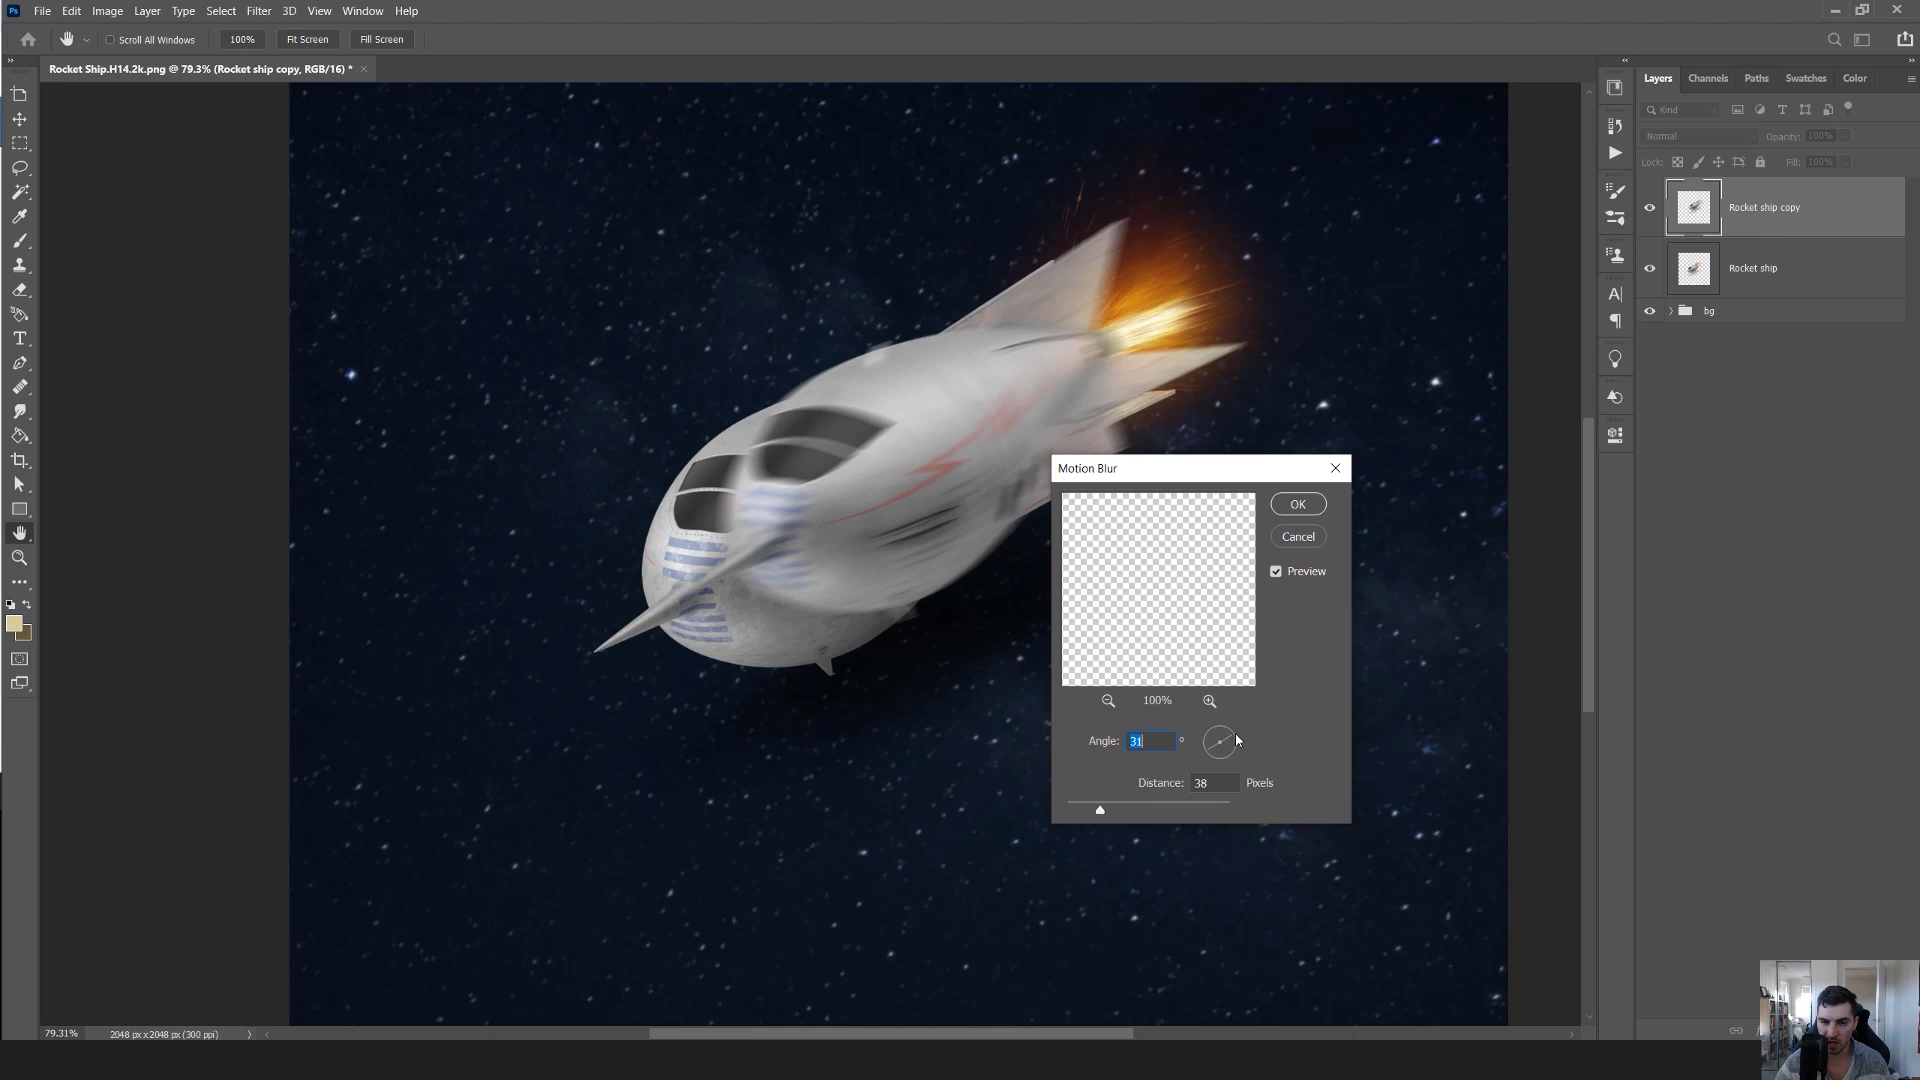 Ps File Edit Image Layer Type Select Filter 3D View Window Help
Scroll All Windows 100% Fit Screen Fill Screen
Rocket Ship.H14.2k.png @ 79.3% (Rocket ship copy, RGB/16) *
Layers Channels Paths Swatches Color
Kind
Normal Opacity: 100%
Lock: Fill: 100%
Rocket ship copy
Rocket ship
bg
Motion Blur
OK
Cancel
Preview
100%
Angle: 31 °
Distance: 38 Pixels
79.31% 2048 px x 2048 px (300 ppi)